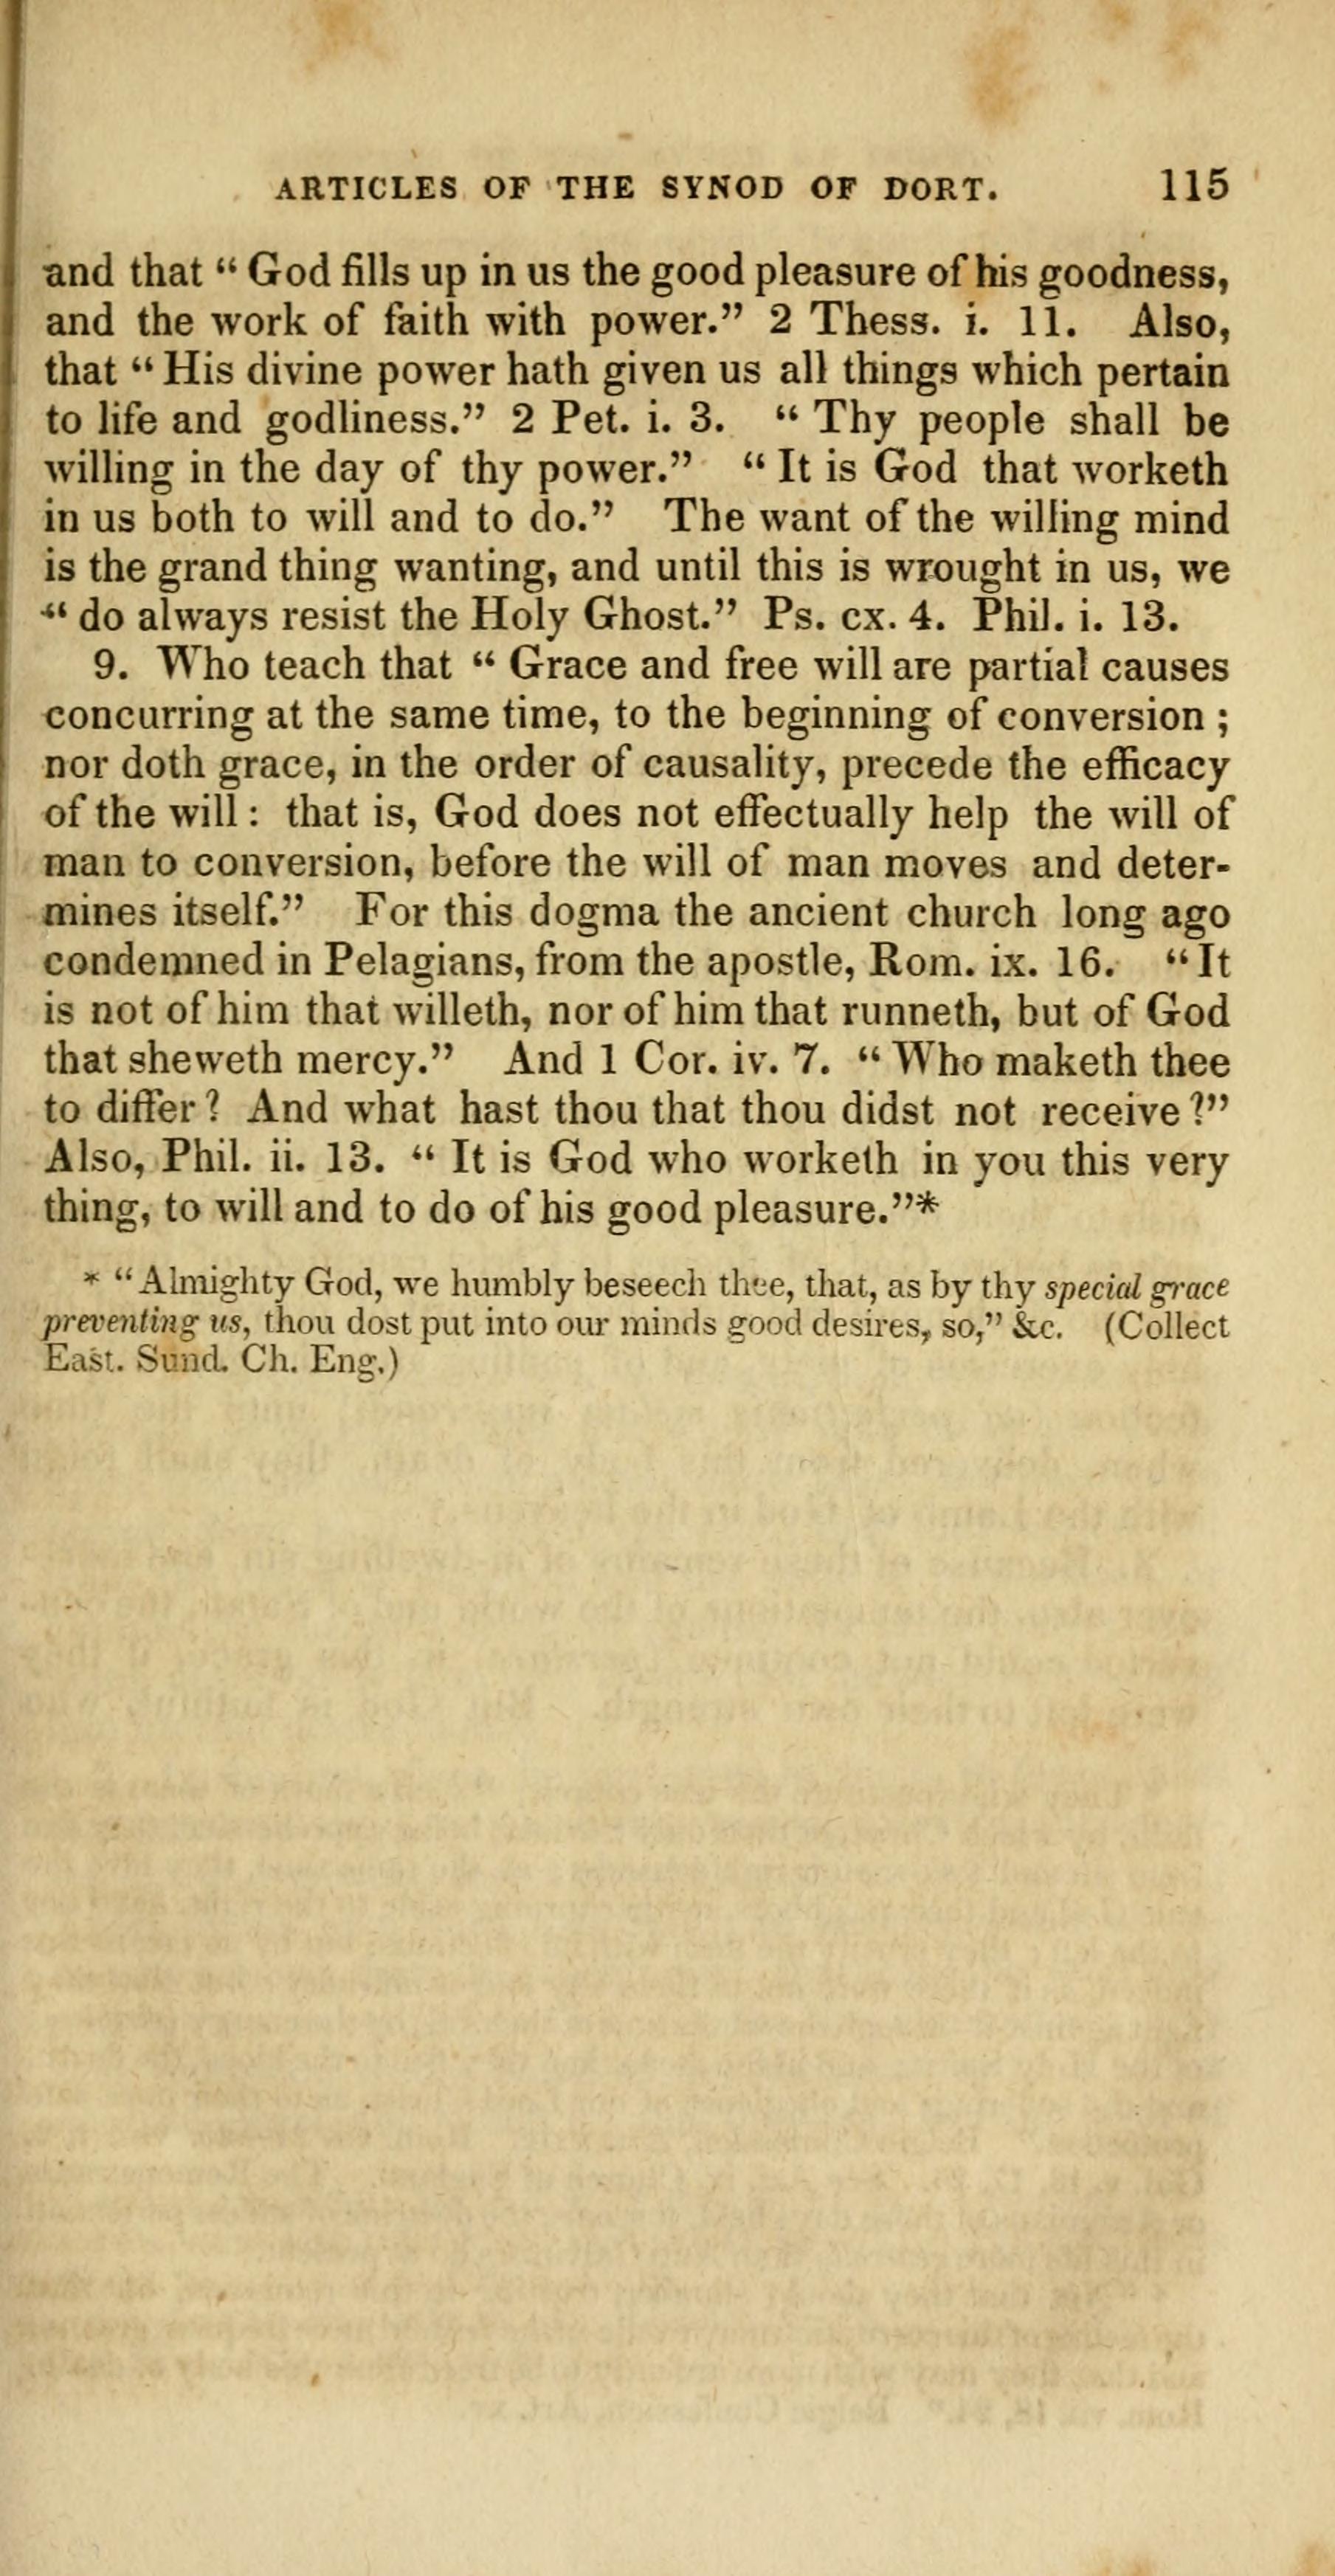 ARTICLES OF THE SYNOD OF DORT. 115
and that “ God fills up in us the good pleasure of his goodness,
and the work of faith with power.” 2 Thess. i. 11. Also,
that “ His divine power hath given us all things which pertain
to life and godliness.” 2 Pet. i. 3. “ Thy people shall be
willing in the day of thy power.” “ It is God that worketh
in us both to will and to do.” The want of the willing mind
is the grand thing wanting, and until this is wrought in us, we
“ do always resist the Holy Ghost.” Ps. cx. 4. Phil. i. 13.
9. Who teach that “ Grace and free will are partial causes
concurring at the same time, to the beginning of conversion ;
nor doth grace, in the order of causality, precede the efficacy
of the will : that is, God does not effectually help the will of
man to conversion, before the will of man moves and deter-
mines itself.” For this dogma the ancient church long ago
condemned in Pelagians, from the apostle, Rom. ix. 16. “ It
is not of him that willeth, nor of him that runneth, but of God
that sheweth mercy.” And 1 Cor. iv. 7. “ Who maketh thee
to differ ? And what hast thou that thou didst not receive ?”
Also, Phil. ii. 13. “ It is God who worketh in you this very
thing, to will and to do of his good pleasure.”*
* “ Almighty God, we humbly beseech thee, that, as by thy special grace
preventing us, thou dost put into our minds good desires, so,” &c. (Collect
East. Sund. Ch. Eng.)